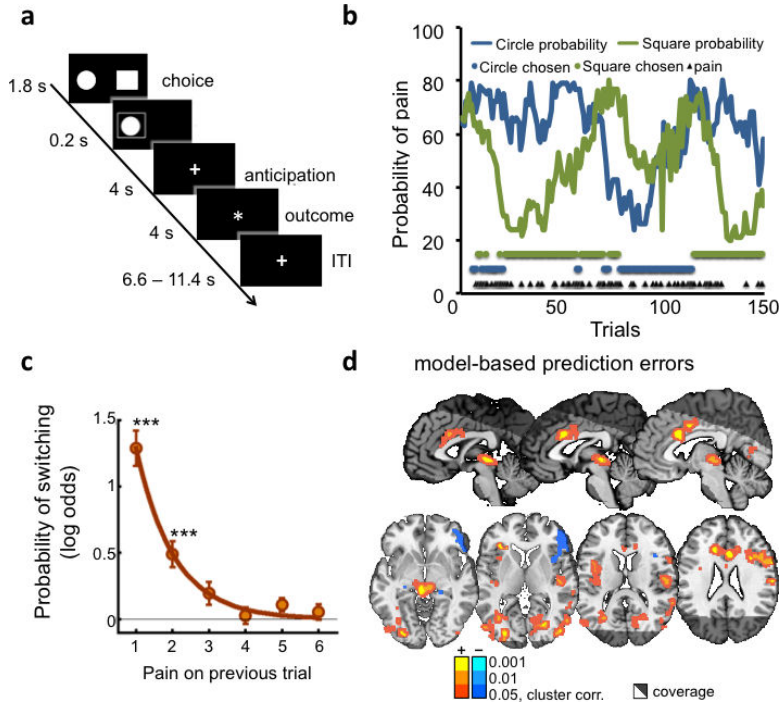 a
1.8 s
choice
0.2 s
+
4 s
anticipation
*
4 s
outcome
+
6.6 – 11.4 s
ITI
b
Circle probability Square probability
Circle chosen Square chosen pain
Probability of pain
100
80
60
40
20
0
0 50 100 150
Trials
c
Probability of switching
(log odds)
1.5
1
0.5
0
***
***
1 2 3 4 5 6
Pain on previous trial
d
model-based prediction errors
+ −
0.001
0.01
0.05, cluster corr.
coverage